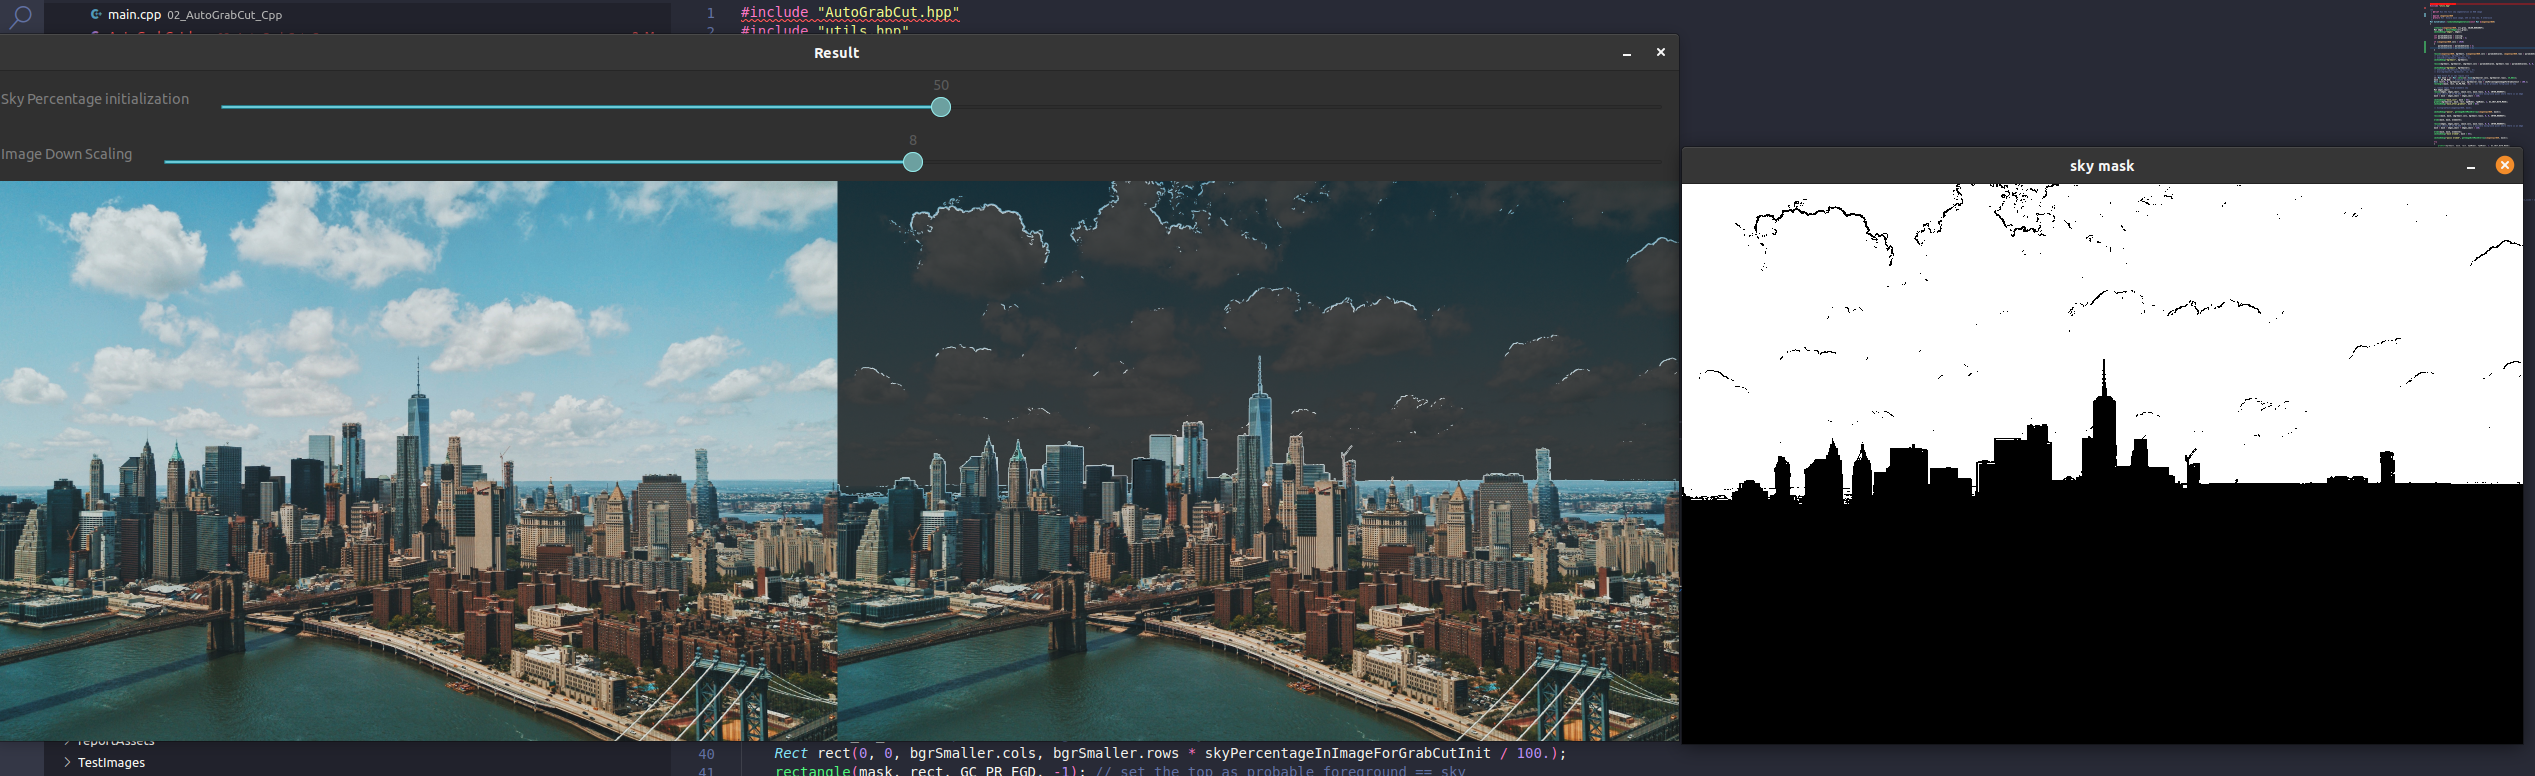 main.cpp 02_AutoGrabCut_Cpp
1 #include "AutoGrabCut.hpp"
2 #include "utils.hpp"
Result
50
Sky Percentage initialization
8
Image Down Scaling
sky mask
reportAssets
TestImages
40 Rect rect(0, 0, bgrSmaller.cols, bgrSmaller.rows * skyPercentageInImageForGrabCutInit / 100.);
41 rectangle(mask, rect, GC_PR_FGD, -1); // set the top as probable foreground == sky